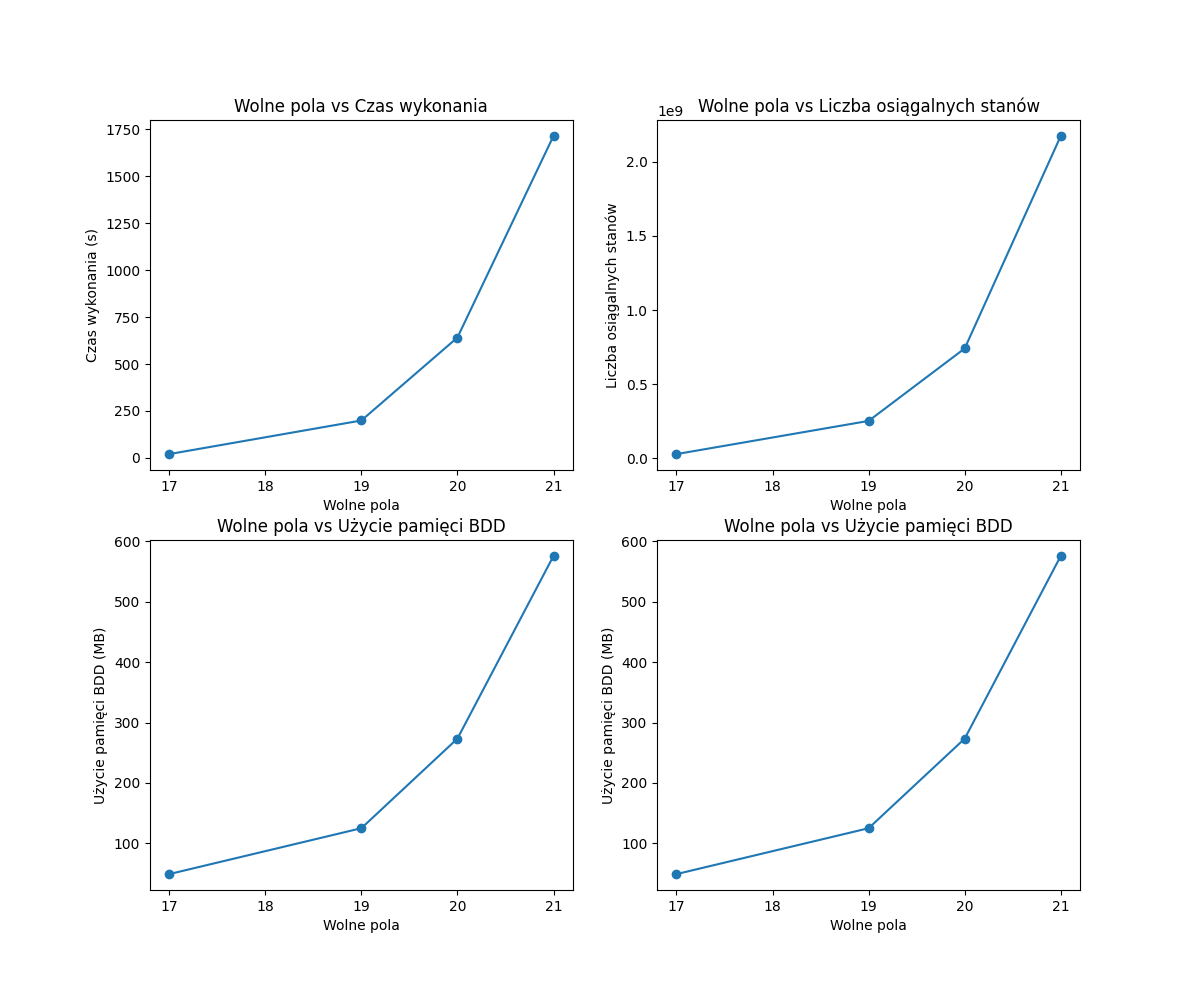 Wolne pola vs Czas wykonania
1750
1500
1250
1000
750
500
250
0
Czas wykonania (s)
17 18 19 20 21
Wolne pola
Wolne pola vs Liczba osiągalnych stanów
1e9
2.0
1.5
1.0
0.5
0.0
Liczba osiągalnych stanów
17 18 19 20 21
Wolne pola
Wolne pola vs Użycie pamięci BDD
600
500
400
300
200
100
Użycie pamięci BDD (MB)
17 18 19 20 21
Wolne pola
Wolne pola vs Użycie pamięci BDD
600
500
400
300
200
100
Użycie pamięci BDD (MB)
17 18 19 20 21
Wolne pola